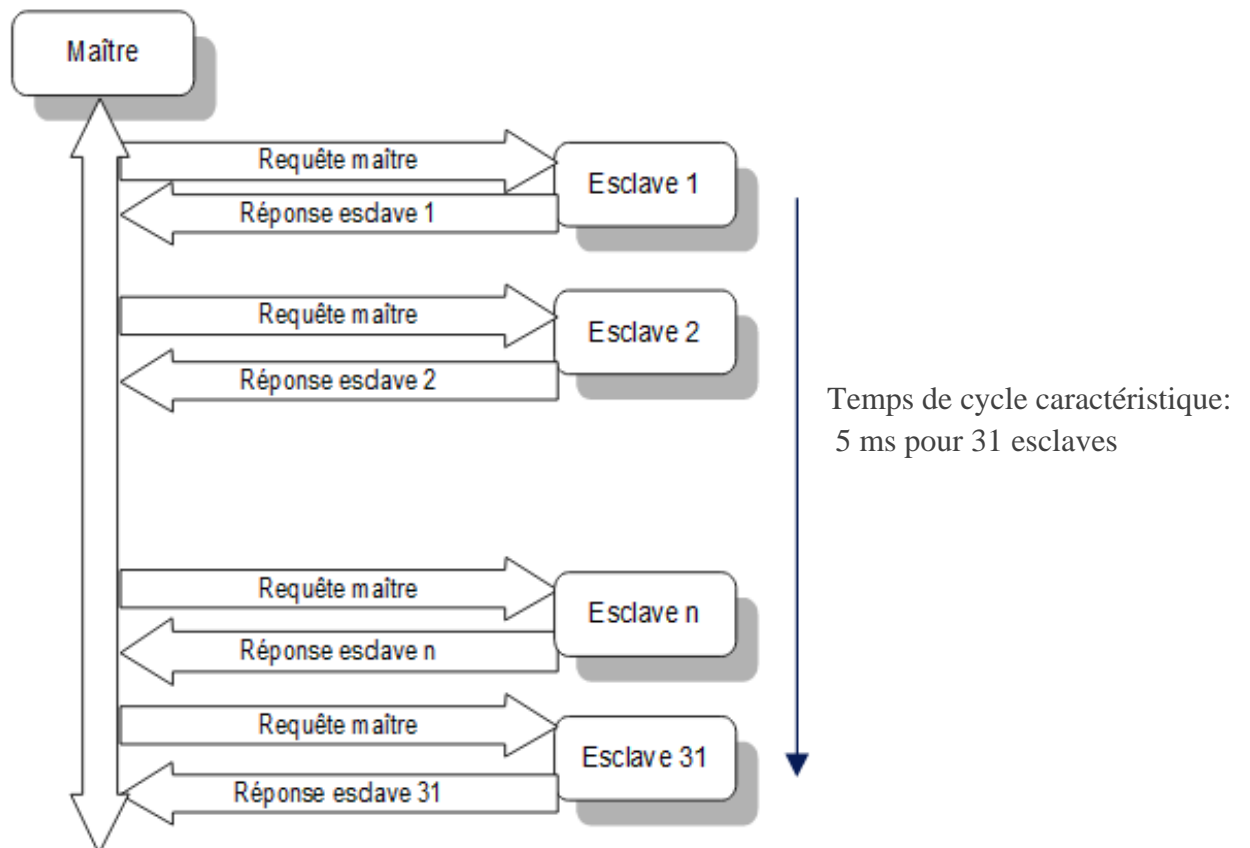 Maître
Requête maître
Esclave 1
Réponse esclave 1
Requête maître
Esclave 2
Réponse esclave 2
Temps de cycle caractéristique:
5 ms pour 31 esclaves
Requête maître
Esclave n
Réponse esclave n
Requête maître
Esclave 31
Réponse esclave 31